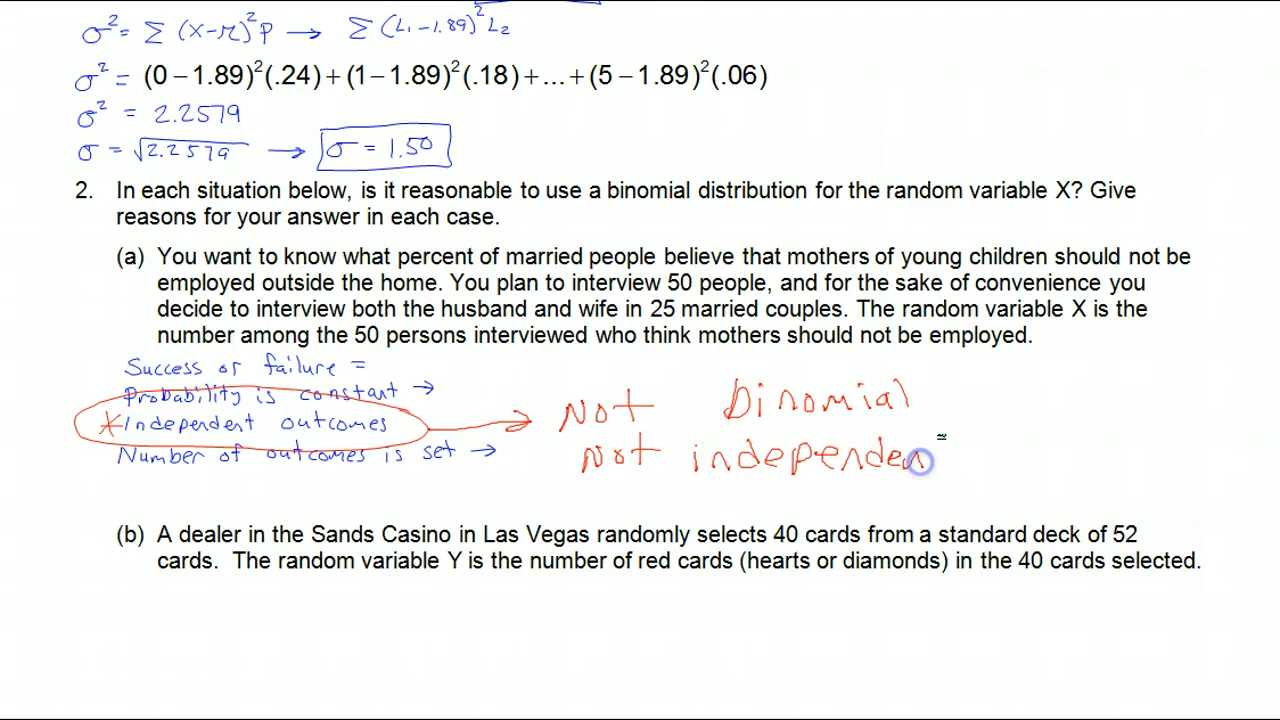 σ² = Σ (x-μ)² P → Σ (L₁ - 1.89)² L₂
σ² = (0 − 1.89)²(.24) + (1 − 1.89)²(.18) + ... + (5 − 1.89)²(.06)
σ² = 2.2579
σ = √2.2579 → σ = 1.50
2. In each situation below, is it reasonable to use a binomial distribution for the random variable X? Give
reasons for your answer in each case.
(a) You want to know what percent of married people believe that mothers of young children should not be
employed outside the home. You plan to interview 50 people, and for the sake of convenience you
decide to interview both the husband and wife in 25 married couples. The random variable X is the
number among the 50 persons interviewed who think mothers should not be employed.
Success or failure =
Probability is constant →
*Independent outcomes → Not Binomial
Number of outcomes is set → Not independen
(b) A dealer in the Sands Casino in Las Vegas randomly selects 40 cards from a standard deck of 52
cards. The random variable Y is the number of red cards (hearts or diamonds) in the 40 cards selected.